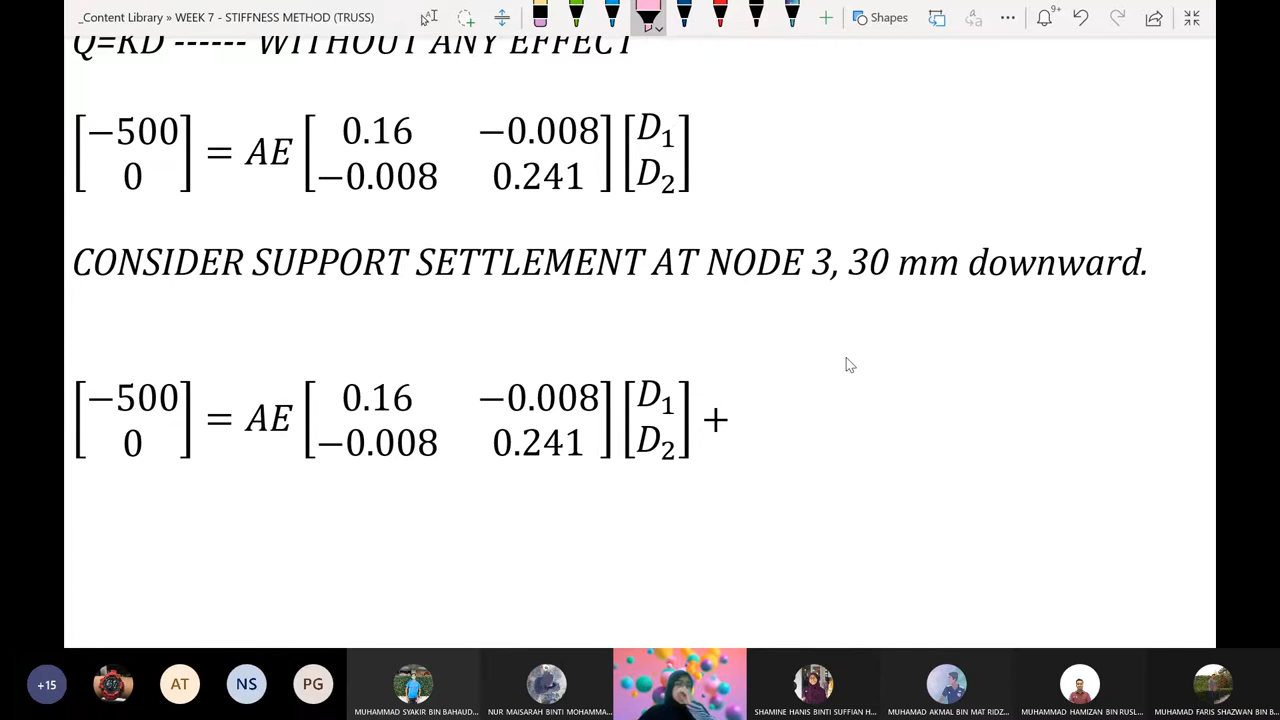 _Content Library » WEEK 7 - STIFFNESS METHOD (TRUSS)
9+
Shapes
Q=KD ------ WITHOUT ANY EFFECT
[−500 0] = AE [0.16 −0.008 −0.008 0.241] [D₁ D₂]
CONSIDER SUPPORT SETTLEMENT AT NODE 3, 30 mm downward.
[−500 0] = AE [0.16 −0.008 −0.008 0.241] [D₁ D₂] +
+15
AT
NS
PG
MUHAMMAD SYAKIR BIN BAHAUD...
NUR MAISARAH BINTI MOHAMMA...
SHAMINE HANIS BINTI SUFFIAN H...
MUHAMAD AKMAL BIN MAT RIDZ...
MUHAMMAD HAMIZAN BIN RUSL...
MUHAMAD FARIS SHAZWAN BIN B...